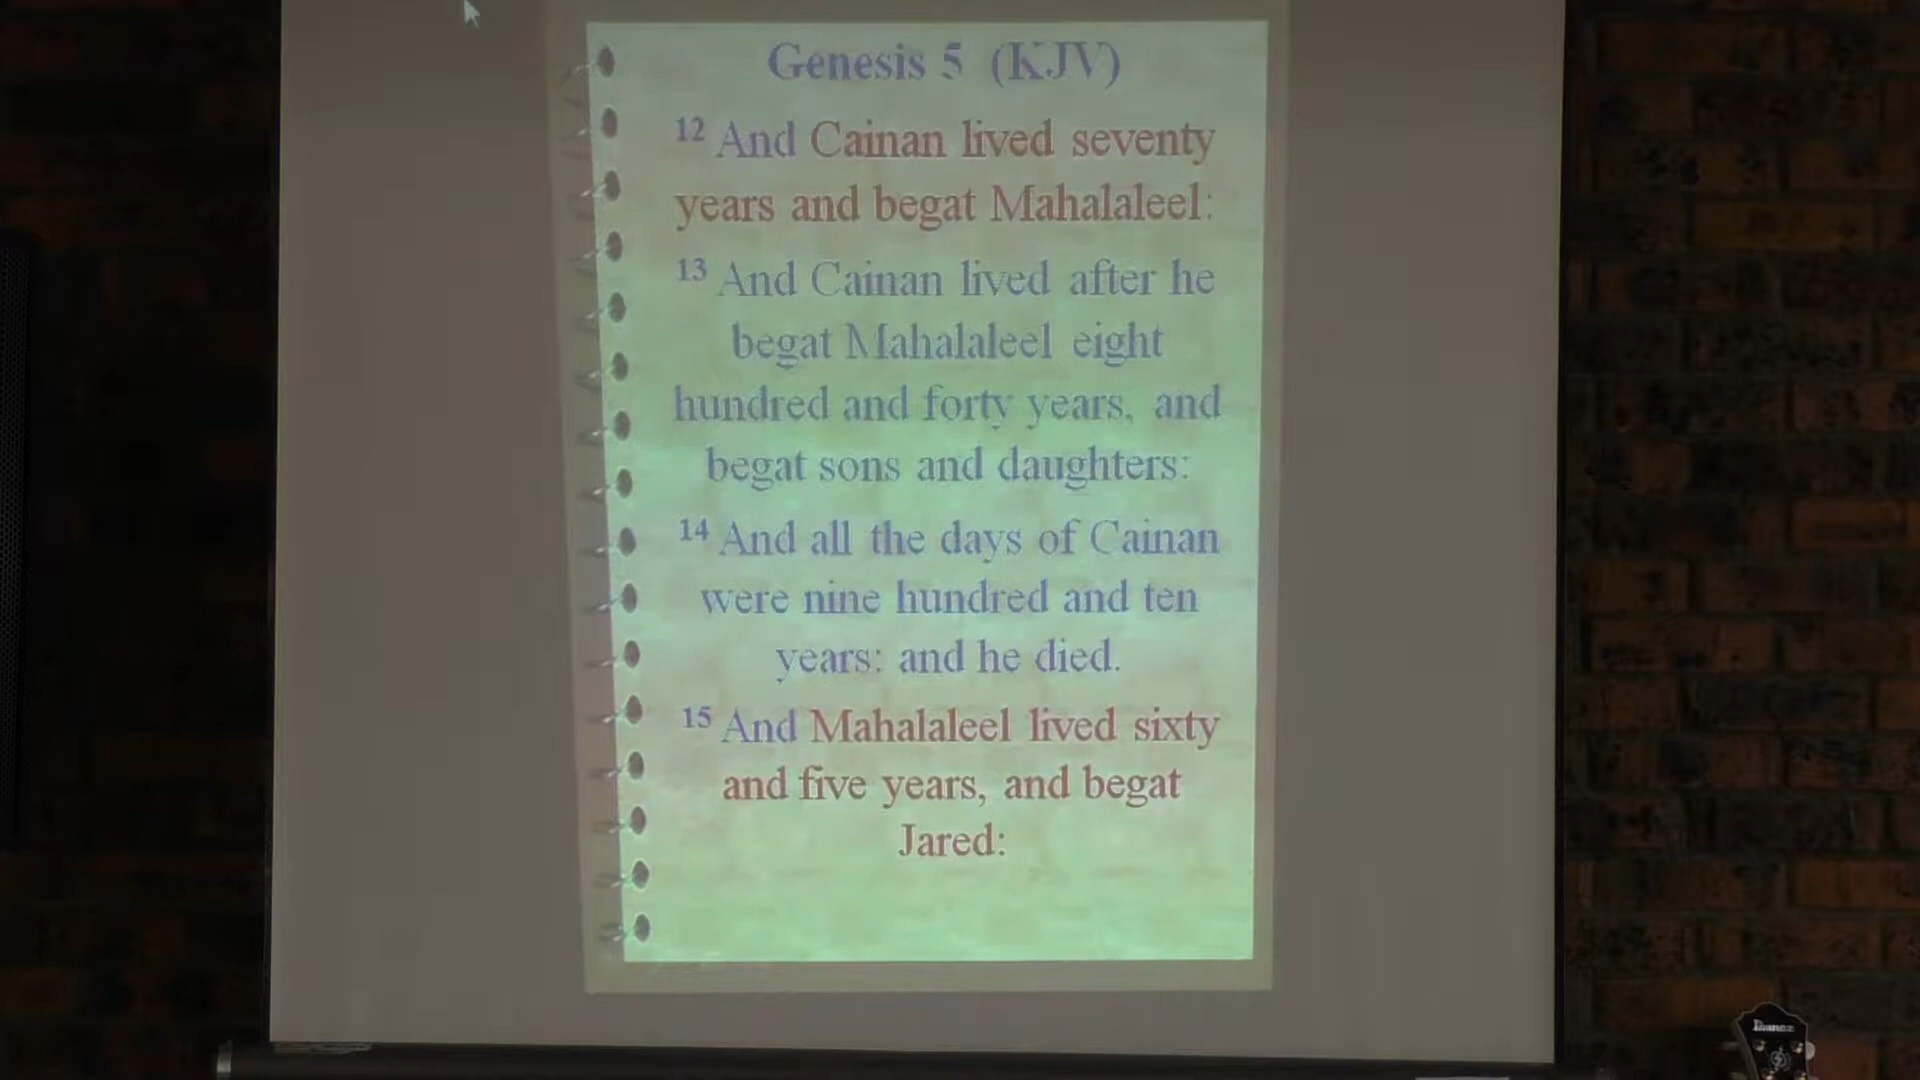 Genesis 5 (KJV)
12 And Cainan lived seventy
years and begat Mahalaleel:
13 And Cainan lived after he
begat Mahalaleel eight
hundred and forty years, and
begat sons and daughters:
14 And all the days of Cainan
were nine hundred and ten
years: and he died.
15 And Mahalaleel lived sixty
and five years, and begat
Jared:
Ibanez